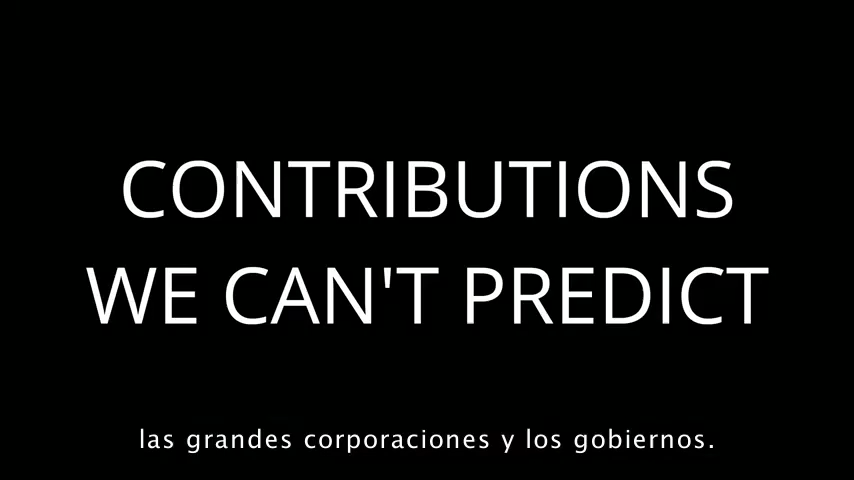 CONTRIBUTIONS
WE CAN'T PREDICT
las grandes corporaciones y los gobiernos.